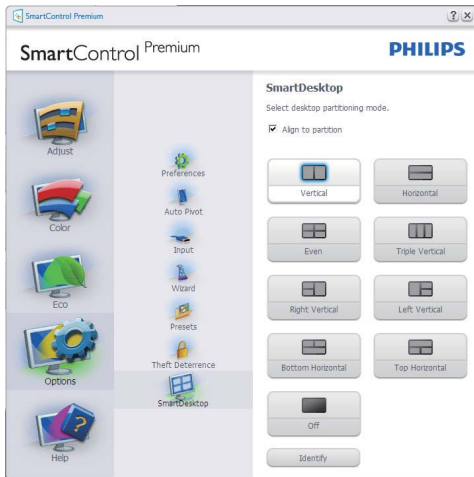 SmartControl Premium
? X
SmartControl Premium
PHILIPS
Adjust
Color
Eco
Options
Help
Preferences
Auto Pivot
Input
Wizard
Presets
Theft Deterrence
SmartDesktop
SmartDesktop
Select desktop partitioning mode.
Align to partition
Vertical
Horizontal
Even
Triple Vertical
Right Vertical
Left Vertical
Bottom Horizontal
Top Horizontal
Off
Identify